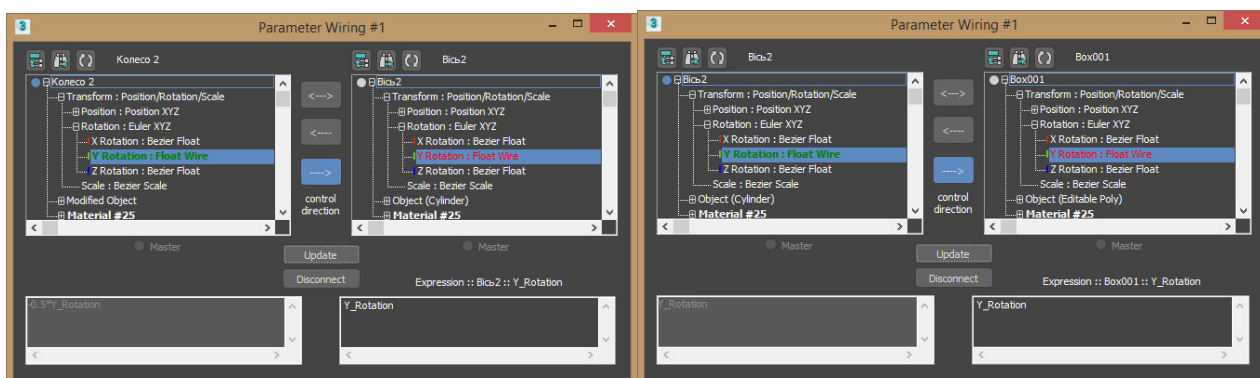 Parameter Wiring #1
Колесо 2
Вісь2
Колесо 2
Transform : Position/Rotation/Scale
Position : Position XYZ
Rotation : Euler XYZ
X Rotation : Bezier Float
Y Rotation : Float Wire
Z Rotation : Bezier Float
Scale : Bezier Scale
Modified Object
Material #25
<--->
<----
---->
control
direction
Вісь2
Transform : Position/Rotation/Scale
Position : Position XYZ
Rotation : Euler XYZ
X Rotation : Bezier Float
Y Rotation : Float Wire
Z Rotation : Bezier Float
Scale : Bezier Scale
Object (Cylinder)
Material #25
Master
Master
Update
Disconnect
Expression :: Вісь2 :: Y_Rotation
-0.5*Y_Rotation
Y_Rotation
Parameter Wiring #1
Вісь2
Box001
Вісь2
Transform : Position/Rotation/Scale
Position : Position XYZ
Rotation : Euler XYZ
X Rotation : Bezier Float
Y Rotation : Float Wire
Z Rotation : Bezier Float
Scale : Bezier Scale
Object (Cylinder)
Material #25
<--->
<----
---->
control
direction
Box001
Transform : Position/Rotation/Scale
Position : Position XYZ
Rotation : Euler XYZ
X Rotation : Bezier Float
Y Rotation : Float Wire
Z Rotation : Bezier Float
Scale : Bezier Scale
Object (Editable Poly)
Material #25
Master
Master
Update
Disconnect
Expression :: Box001 :: Y_Rotation
Y_Rotation
Y_Rotation